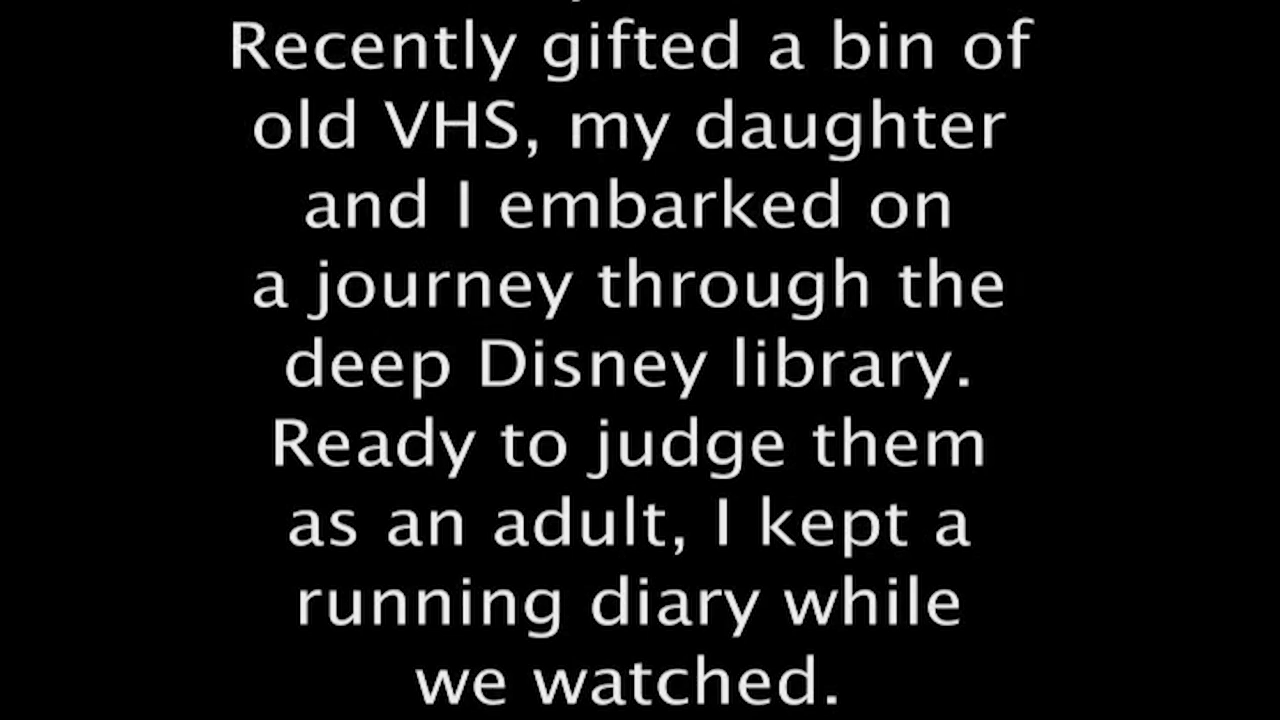 Recently gifted a bin of
old VHS, my daughter
and I embarked on
a journey through the
deep Disney library.
Ready to judge them
as an adult, I kept a
running diary while
we watched.